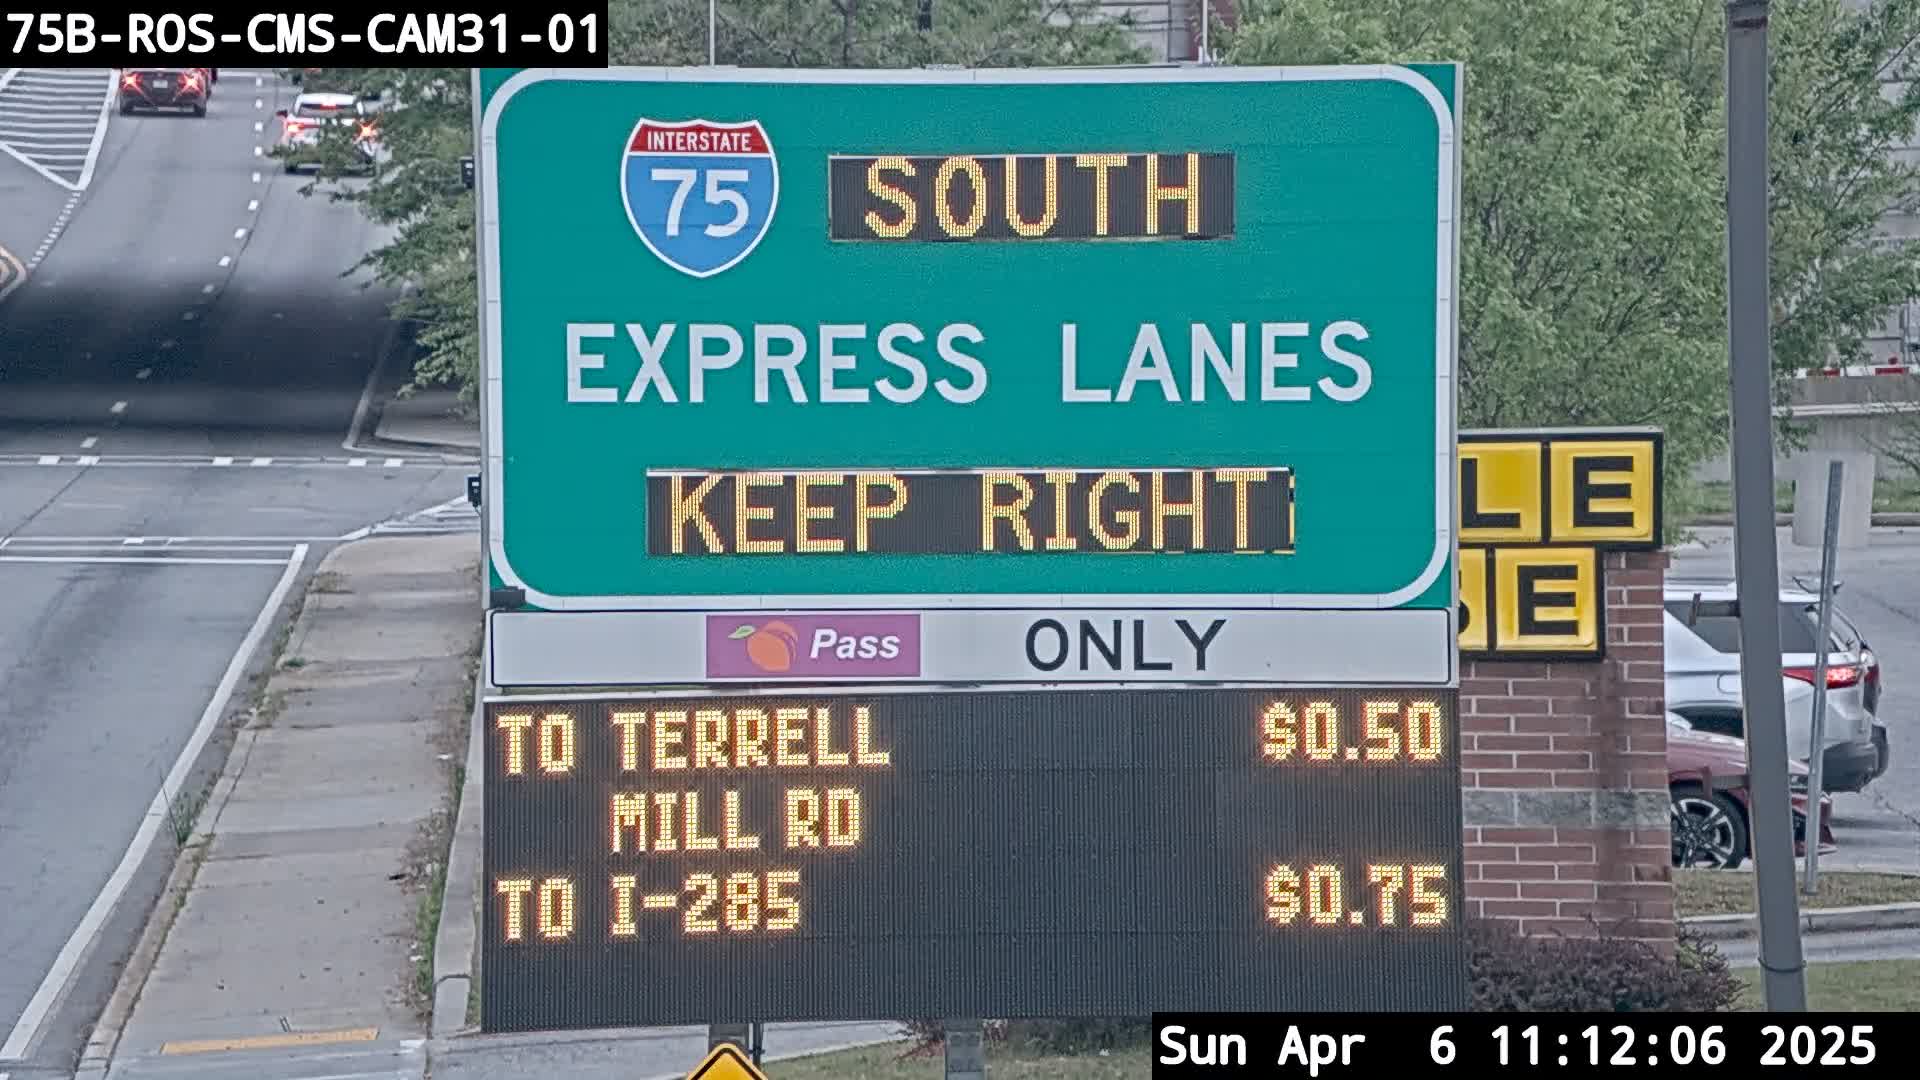 75B-ROS-CMS-CAM31-01
INTERSTATE
75
SOUTH
EXPRESS LANES
KEEP RIGHT
Pass ONLY
TO TERRELL $0.50
MILL RD
TO I-285 $0.75
LE
E
Sun Apr 6 11:12:06 2025